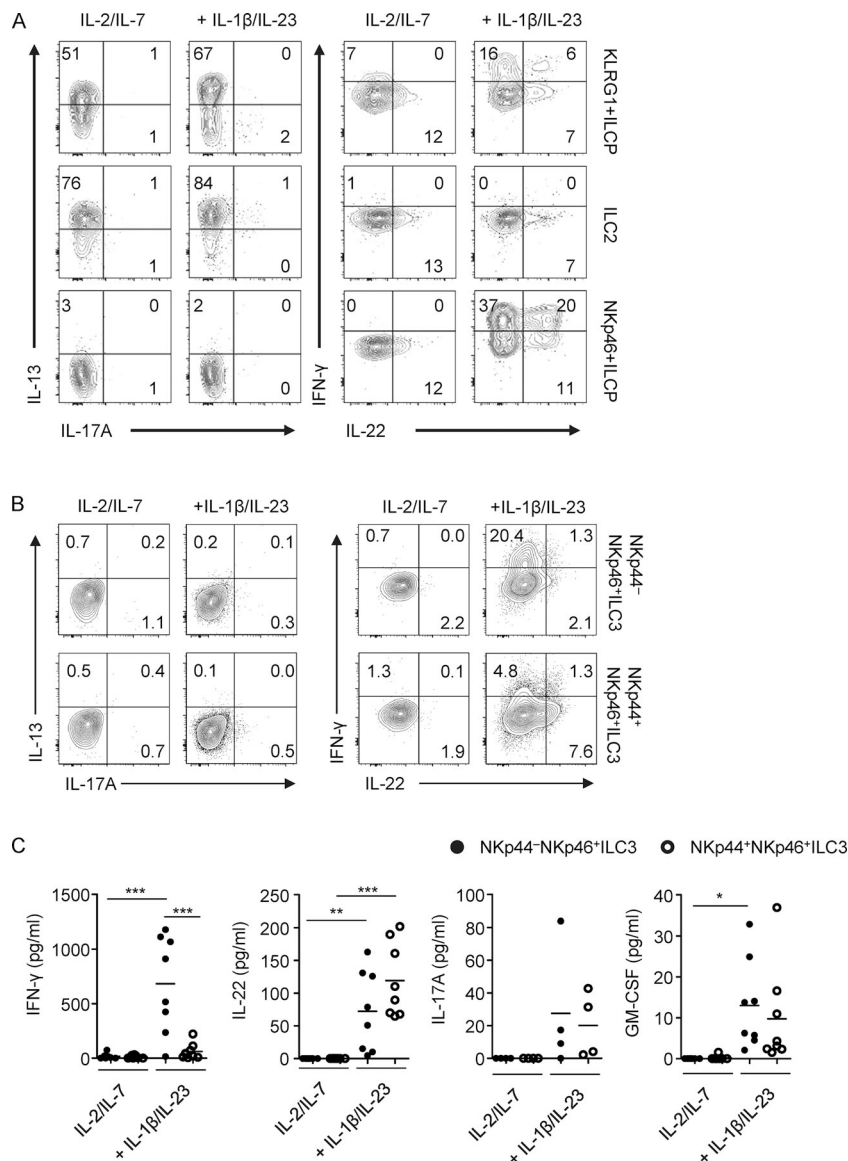 A
IL-2/IL-7
+ IL-1β/IL-23
IL-2/IL-7
+ IL-1β/IL-23
51
1
1
67
0
2
7
0
12
16
6
7
KLRG1+ILCP
76
1
1
84
1
0
1
0
13
0
0
7
ILC2
3
0
1
2
0
0
0
0
12
37
20
11
NKp46+ILCP
IL-13
IFN-γ
IL-17A
IL-22
B
IL-2/IL-7
+IL-1β/IL-23
IL-2/IL-7
+IL-1β/IL-23
0.7
0.2
1.1
0.2
0.1
0.3
0.7
0.0
2.2
20.4
1.3
2.1
NKp44⁻
NKp46⁺ILC3
0.5
0.4
0.7
0.1
0.0
0.5
1.3
0.1
1.9
4.8
1.3
7.6
NKp44⁺
NKp46⁺ILC3
IL-13
IFN-γ
IL-17A
IL-22
C
NKp44⁻NKp46⁺ILC3
NKp44⁺NKp46⁺ILC3
IFN-γ (pg/ml)
1500
1000
500
0
***
***
IL-2/IL-7
+ IL-1β/IL-23
IL-22 (pg/ml)
250
200
150
100
50
0
***
**
IL-2/IL-7
+ IL-1β/IL-23
IL-17A (pg/ml)
100
80
60
40
20
0
IL-2/IL-7
+ IL-1β/IL-23
GM-CSF (pg/ml)
40
30
20
10
0
*
IL-2/IL-7
+ IL-1β/IL-23